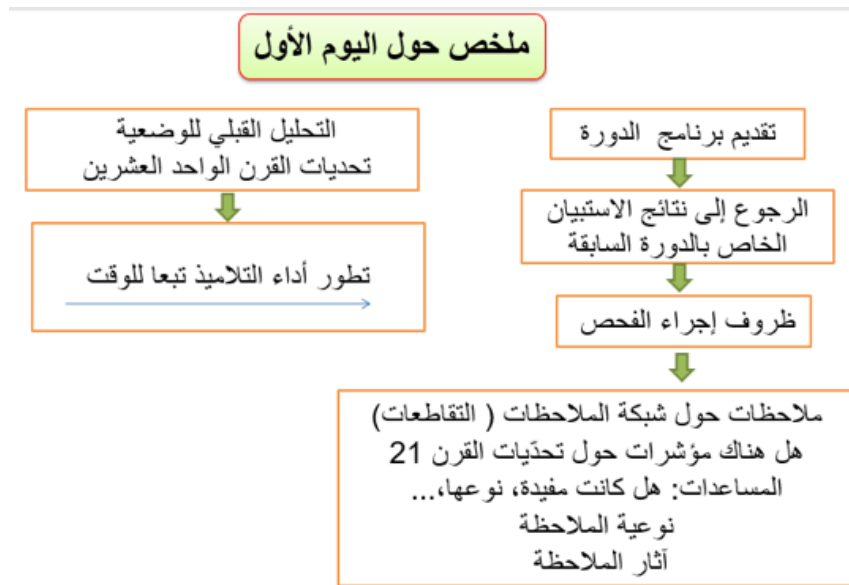 ملخص حول اليوم الأول
تقديم برنامج الدورة
الرجوع إلى نتائج الاستبيان
الخاص بالدورة السابقة
ظروف إجراء الفحص
ملاحظات حول شبكة الملاحظات ( التقاطعات)
هل هناك مؤشرات حول تحدّيات القرن 21
المساعدات: هل كانت مفيدة، نوعها،...
نوعية الملاحظة
آثار الملاحظة
التحليل القبلي للوضعية
تحديات القرن الواحد العشرين
تطور أداء التلاميذ تبعا للوقت